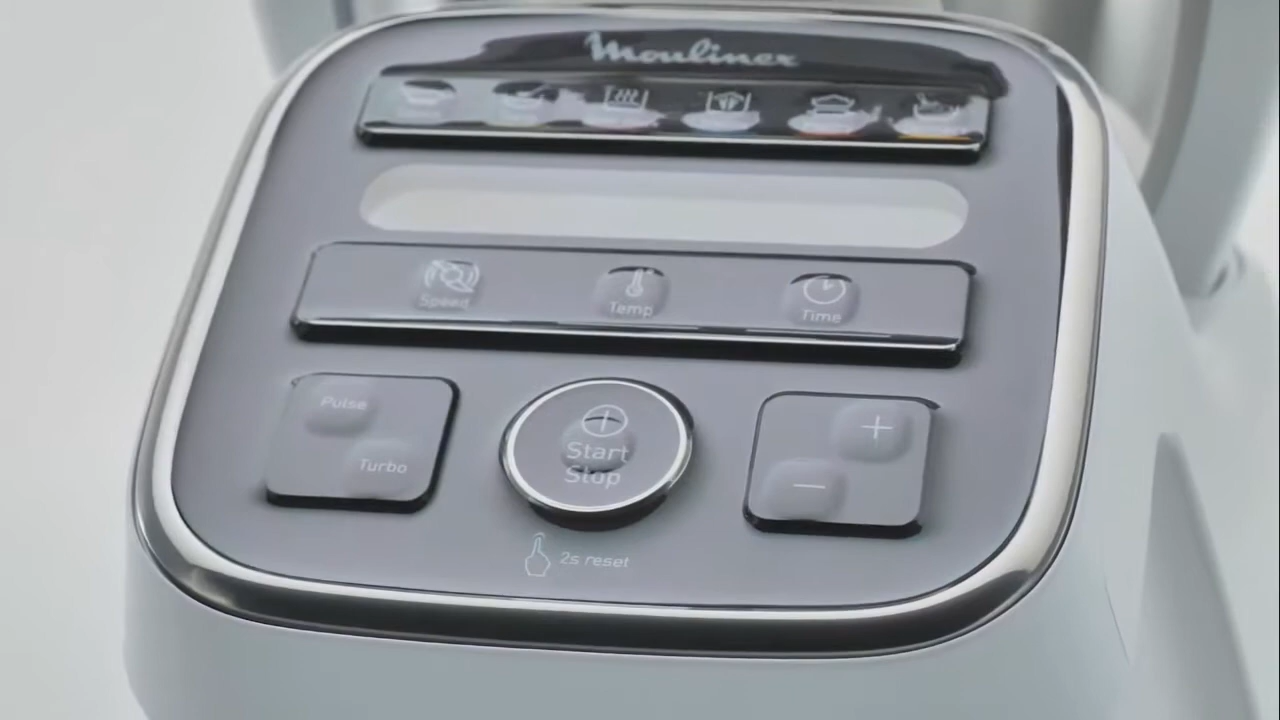 Moulinex
Speed
Temp
Time
Pulse
Turbo
Start
Stop
+
−
2s reset